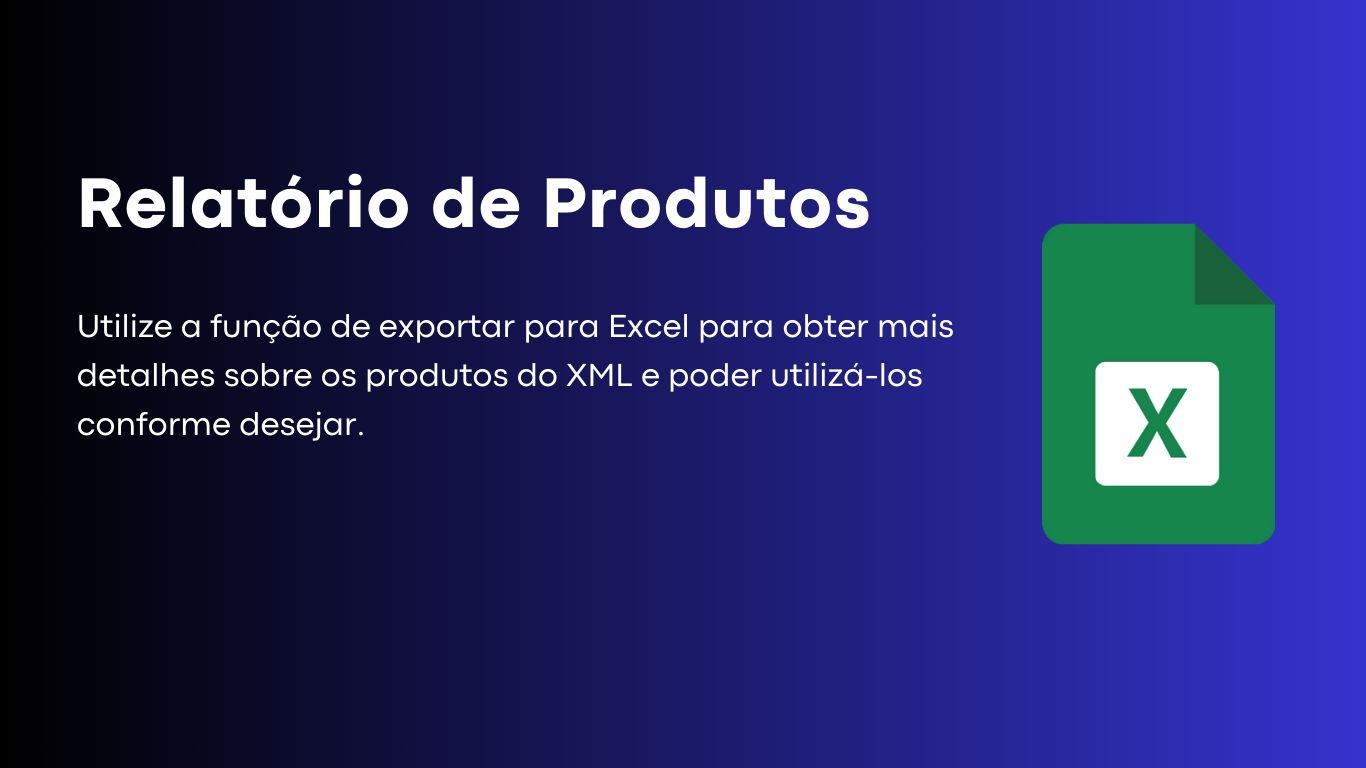 Relatório de Produtos
Utilize a função de exportar para Excel para obter mais
detalhes sobre os produtos do XML e poder utilizá-los
conforme desejar.
X